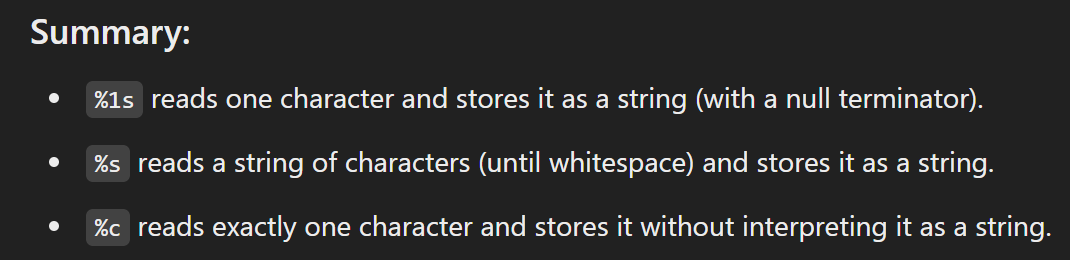 Summary:
• %1s reads one character and stores it as a string (with a null terminator).
• %s reads a string of characters (until whitespace) and stores it as a string.
• %c reads exactly one character and stores it without interpreting it as a string.